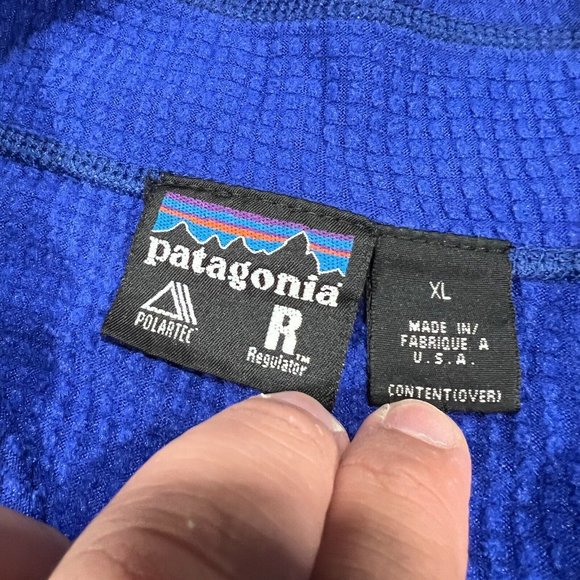 patagonia
POLARTEC
R
Regulator™
XL
MADE IN/
FABRIQUE A
U.S.A.
CONTENT(OVER)